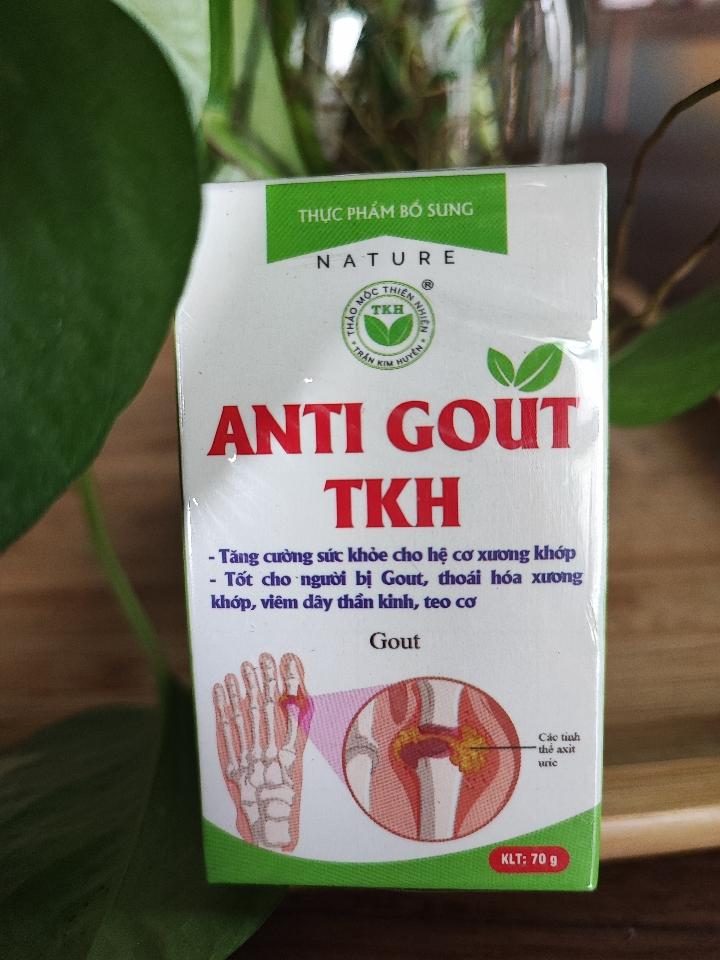 THỰC PHẨM BỔ SUNG
NATURE
®
THẢO MỘC THIÊN NHIÊN
TKH
TRẦN KIM HUYỀN
ANTI GOUT
TKH
- Tăng cường sức khỏe cho hệ cơ xương khớp
- Tốt cho người bị Gout, thoái hóa xương
khớp, viêm dây thần kinh, teo cơ
Gout
Các tinh
thể axit
uric
KLT: 70 g